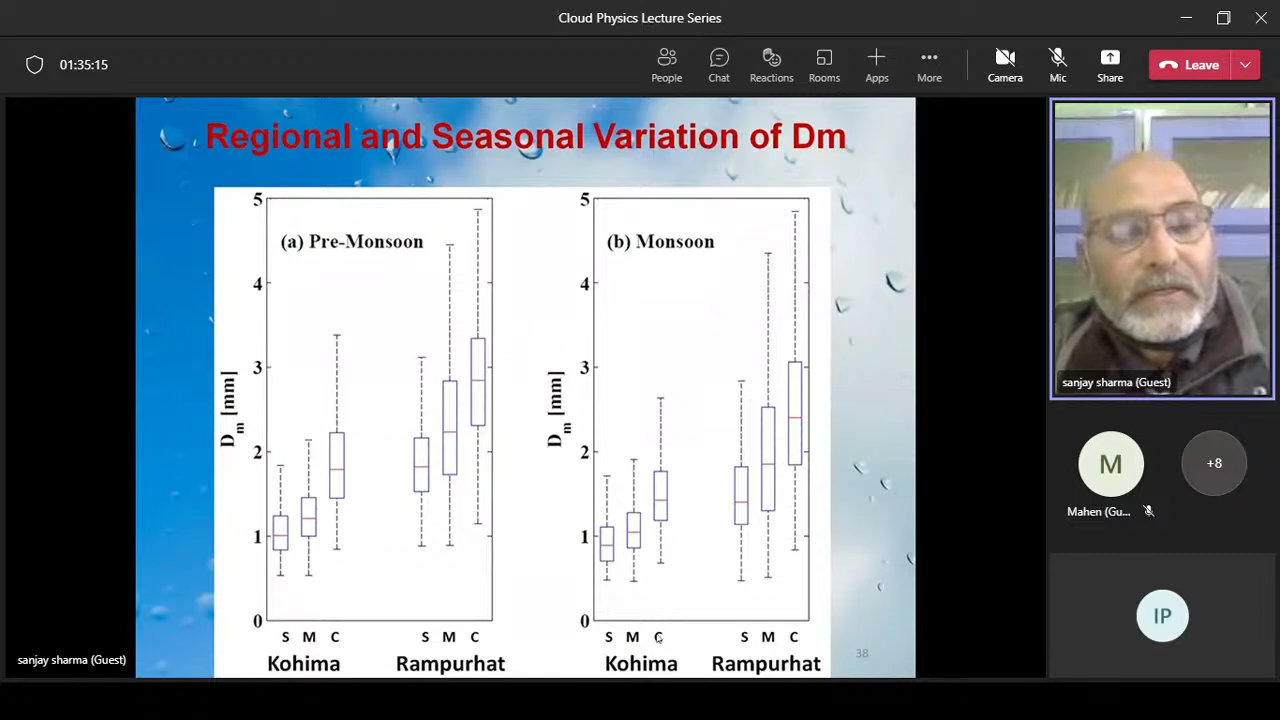 Cloud Physics Lecture Series
01:35:15
People
Chat
Reactions
Rooms
Apps
More
Camera
Mic
Share
Leave
Regional and Seasonal Variation of Dm
5
4
3
2
1
0
Dm [mm]
(a) Pre-Monsoon
S M C S M C
Kohima Rampurhat
5
4
3
2
1
0
Dm [mm]
(b) Monsoon
S M C S M C
Kohima Rampurhat
38
sanjay sharma (Guest)
sanjay sharma (Guest)
M
Mahen (Gu...
+8
IP